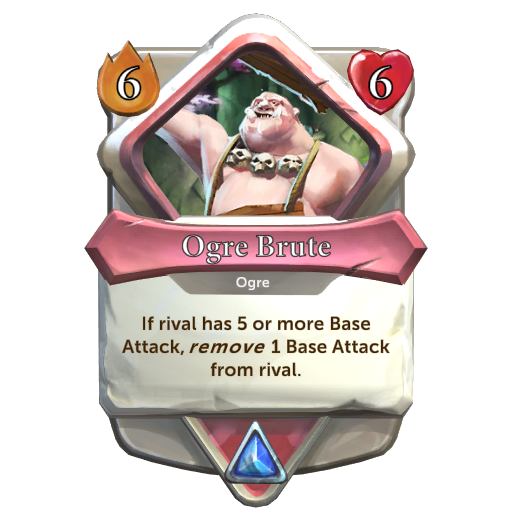 6
6
Ogre Brute
Ogre
If rival has 5 or more Base
Attack, remove 1 Base Attack
from rival.